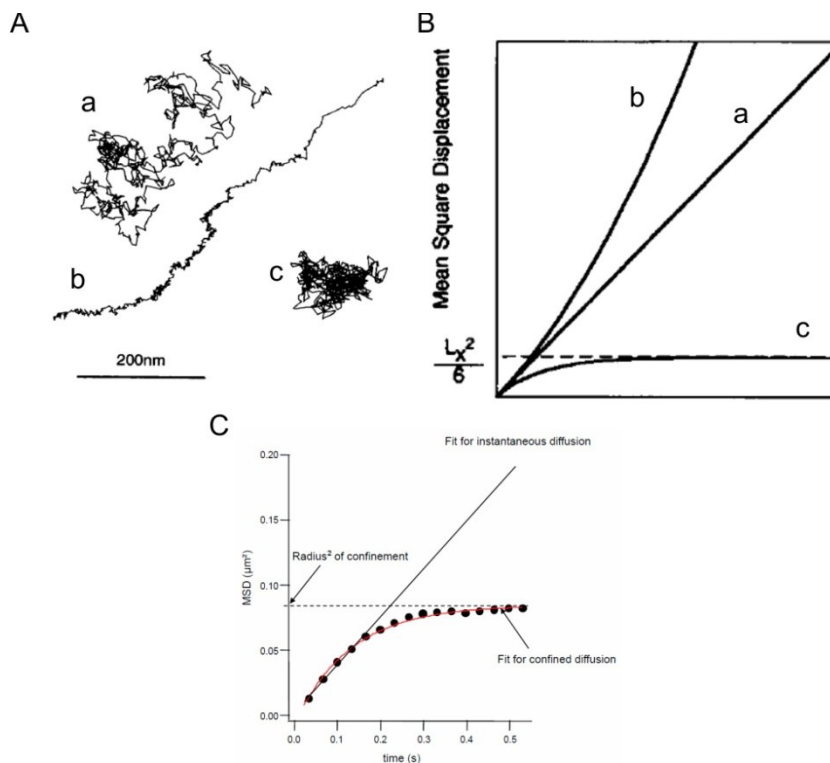 A
a
b
c
200nm
B
Mean Square Displacement
b
a
c
Lx²
6
C
Fit for instantaneous diffusion
0.20
0.15
0.10
0.05
0.00
MSD (µm²)
Radius² of confinement
Fit for confined diffusion
0.0 0.1 0.2 0.3 0.4 0.5
time (s)